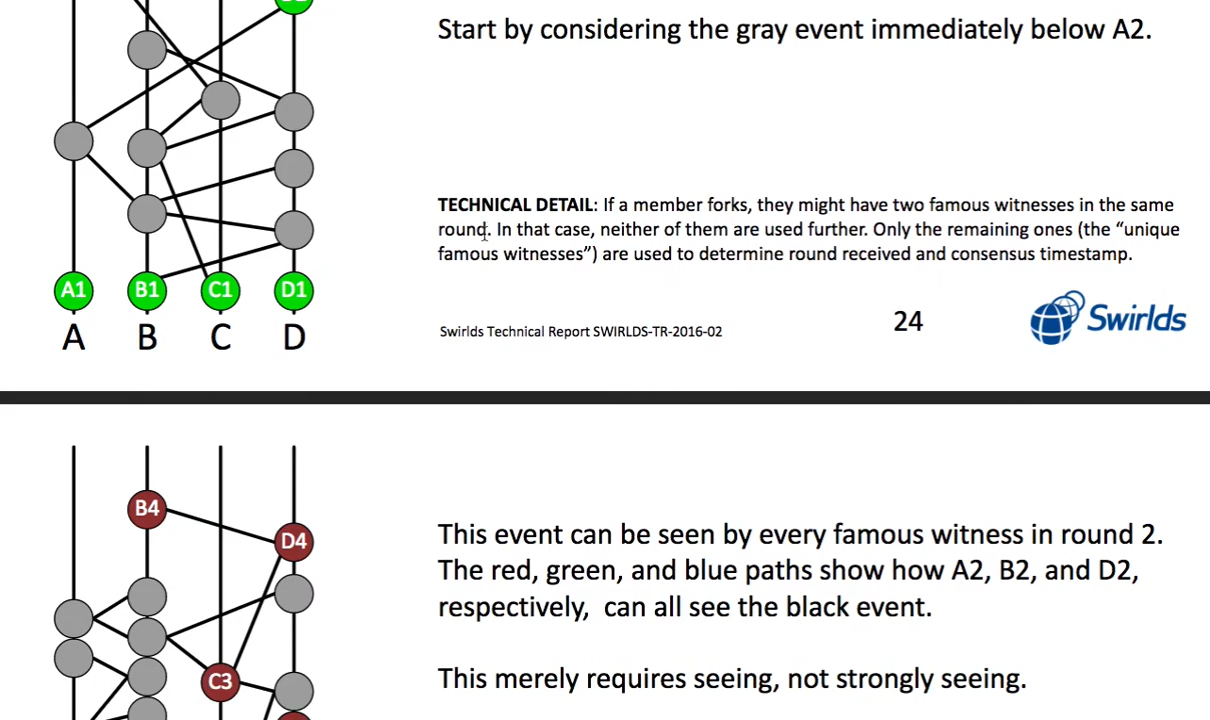 Start by considering the gray event immediately below A2.
TECHNICAL DETAIL: If a member forks, they might have two famous witnesses in the same
round. In that case, neither of them are used further. Only the remaining ones (the “unique
famous witnesses”) are used to determine round received and consensus timestamp.
A1 B1 C1 D1
A B C D
Swirlds Technical Report SWIRLDS-TR-2016-02
24
Swirlds
B4
D4
This event can be seen by every famous witness in round 2.
The red, green, and blue paths show how A2, B2, and D2,
respectively, can all see the black event.
C3
This merely requires seeing, not strongly seeing.